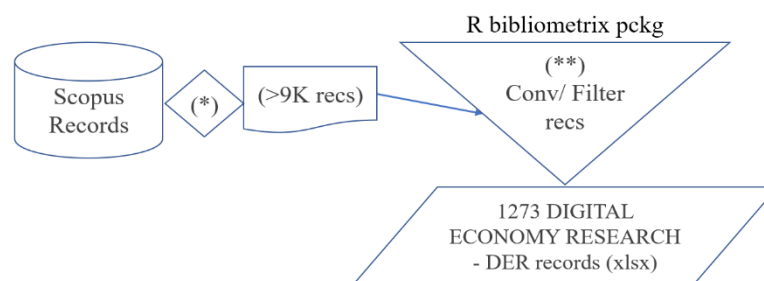 R bibliometrix pckg
Scopus
Records
(*)
(>9K recs)
(**)
Conv/ Filter
recs
1273 DIGITAL
ECONOMY RESEARCH
- DER records (xlsx)